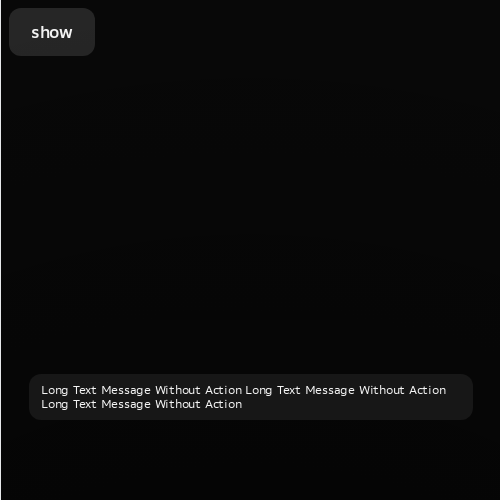 show
Long Text Message Without Action Long Text Message Without Action
Long Text Message Without Action